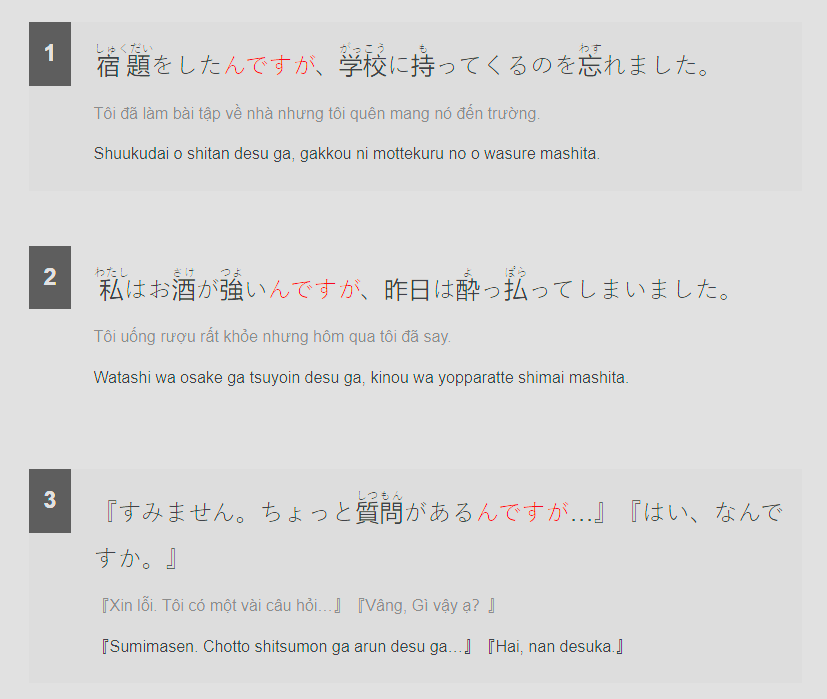 1
しゅくだい がっこう も わす
宿題をしたんですが、学校に持ってくるのを忘れました。
Tôi đã làm bài tập về nhà nhưng tôi quên mang nó đến trường.
Shuukudai o shitan desu ga, gakkou ni mottekuru no o wasure mashita.
2
わたし さけ つよ よ ぱら
私はお酒が強いんですが、昨日は酔っ払ってしまいました。
Tôi uống rượu rất khỏe nhưng hôm qua tôi đã say.
Watashi wa osake ga tsuyoin desu ga, kinou wa yopparatte shimai mashita.
3
しつもん
『すみません。ちょっと質問があるんですが…』『はい、なんで
すか。』
『Xin lỗi. Tôi có một vài câu hỏi…』『Vâng, Gì vậy ạ? 』
『Sumimasen. Chotto shitsumon ga arun desu ga…』『Hai, nan desuka.』